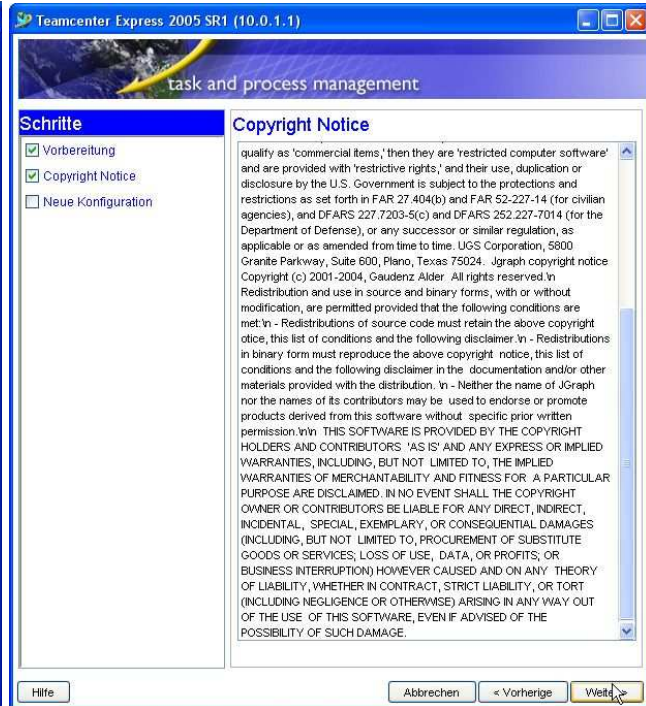 Teamcenter Express 2005 SR1 (10.0.1.1)
task and process management
Schritte
Vorbereitung
Copyright Notice
Neue Konfiguration
Copyright Notice
qualify as 'commercial items,' then they are 'restricted computer software'
and are provided with 'restrictive rights,' and their use, duplication or
disclosure by the U.S. Government is subject to the protections and
restrictions as set forth in FAR 27.404(b) and FAR 52-227-14 (for civilian
agencies), and DFARS 227.7203-5(c) and DFARS 252.227-7014 (for the
Department of Defense), or any successor or similar regulation, as
applicable or as amended from time to time. UGS Corporation, 5800
Granite Parkway, Suite 600, Plano, Texas 75024. Jgraph copyright notice
Copyright (c) 2001-2004, Gaudenz Alder All rights reserved.\n
Redistribution and use in source and binary forms, with or without
modification, are permitted provided that the following conditions are
met:\n - Redistributions of source code must retain the above copyright
otice, this list of conditions and the following disclaimer.\n - Redistributions
in binary form must reproduce the above copyright notice, this list of
conditions and the following disclaimer in the documentation and/or other
materials provided with the distribution. \n - Neither the name of JGraph
nor the names of its contributors may be used to endorse or promote
products derived from this software without specific prior written
permission.\n\n THIS SOFTWARE IS PROVIDED BY THE COPYRIGHT
HOLDERS AND CONTRIBUTORS 'AS IS' AND ANY EXPRESS OR IMPLIED
WARRANTIES, INCLUDING, BUT NOT LIMITED TO, THE IMPLIED
WARRANTIES OF MERCHANTABILITY AND FITNESS FOR A PARTICULAR
PURPOSE ARE DISCLAIMED. IN NO EVENT SHALL THE COPYRIGHT
OWNER OR CONTRIBUTORS BE LIABLE FOR ANY DIRECT, INDIRECT,
INCIDENTAL, SPECIAL, EXEMPLARY, OR CONSEQUENTIAL DAMAGES
(INCLUDING, BUT NOT LIMITED TO, PROCUREMENT OF SUBSTITUTE
GOODS OR SERVICES; LOSS OF USE, DATA, OR PROFITS; OR
BUSINESS INTERRUPTION) HOWEVER CAUSED AND ON ANY THEORY
OF LIABILITY, WHETHER IN CONTRACT, STRICT LIABILITY, OR TORT
(INCLUDING NEGLIGENCE OR OTHERWISE) ARISING IN ANY WAY OUT
OF THE USE OF THIS SOFTWARE, EVEN IF ADVISED OF THE
POSSIBILITY OF SUCH DAMAGE.
Hilfe
Abbrechen
< Vorherige
Weiter >